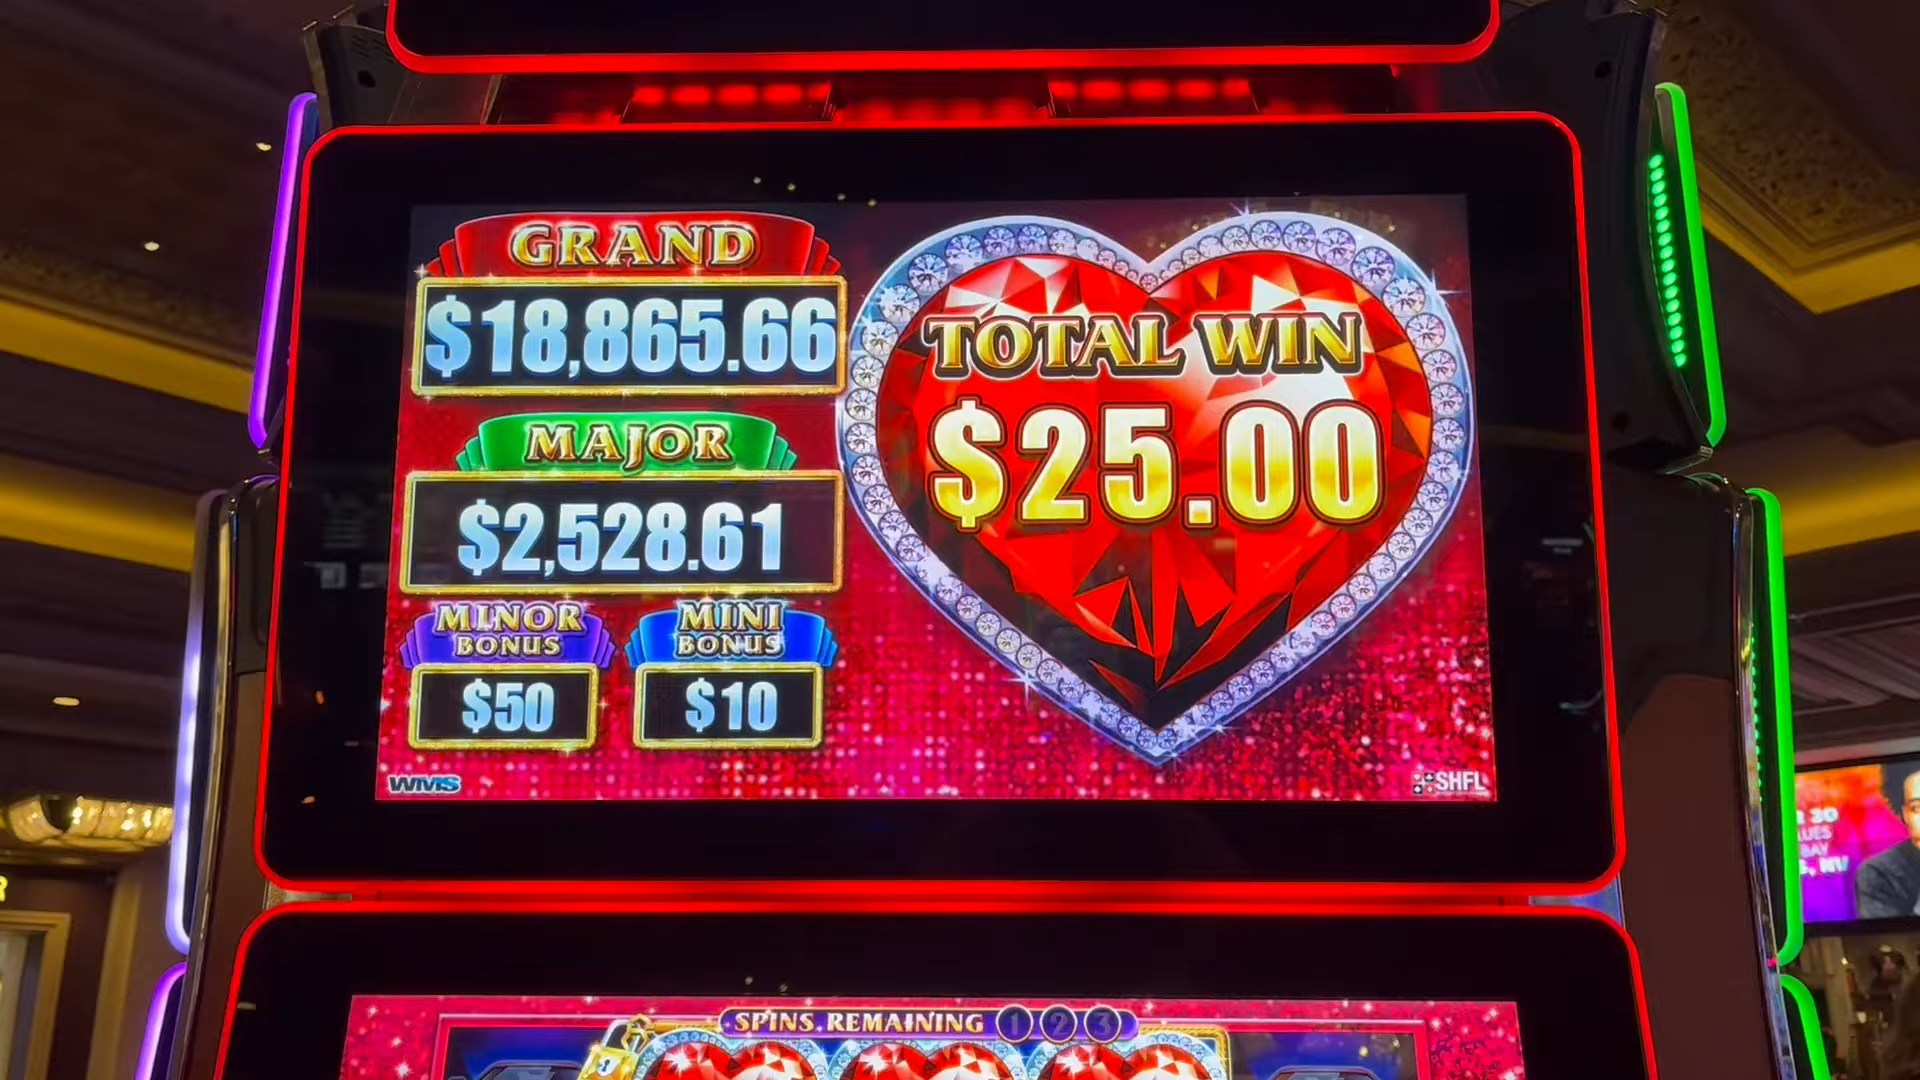 GRAND
$18,865.66
MAJOR
$2,528.61
MINOR
BONUS
$50
MINI
BONUS
$10
TOTAL WIN
$25.00
WMS
SHFL
SPINS REMAINING 1 2 3
30